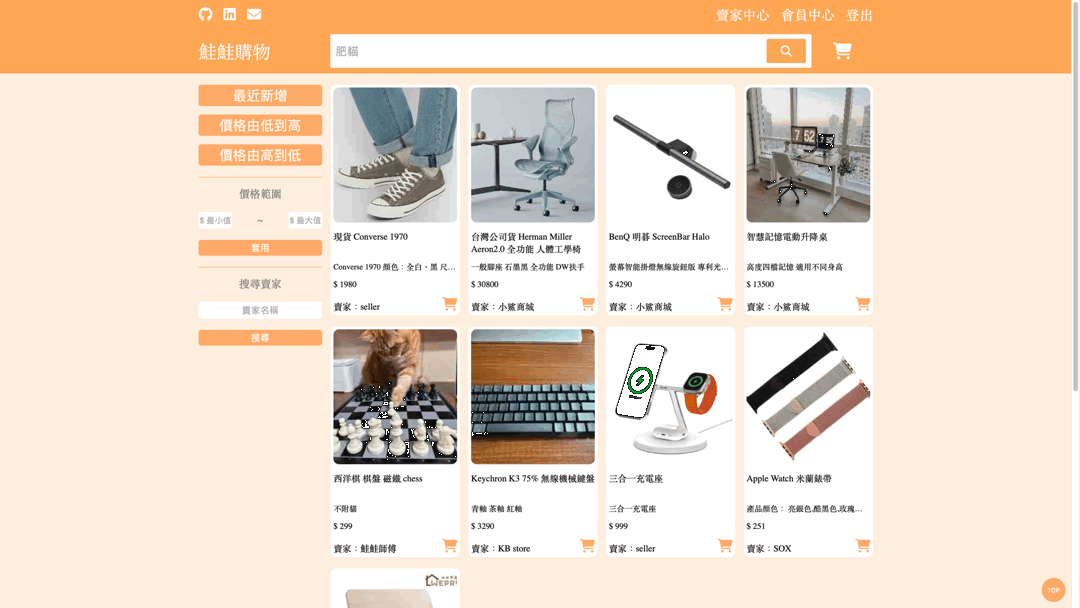 賣家中心 會員中心 登出
鮭鮭購物
肥貓
最近新增
價格由低到高
價格由高到低
價格範圍
$ 最小值 ~ $ 最大值
套用
搜尋賣家
賣家名稱
搜尋
現貨 Converse 1970
Converse 1970 顏色：全白、黑 尺…
$ 1980
賣家：seller
台灣公司貨 Herman Miller
Aeron2.0 全功能 人體工學椅
一般腳座 石墨黑 全功能 DW扶手
$ 30800
賣家：小鯊商城
BenQ 明碁 ScreenBar Halo
螢幕智能掛燈無線旋鈕版 專利光…
$ 4290
賣家：小鯊商城
7 52
智慧記憶電動升降桌
高度四檔記憶 適用不同身高
$ 13500
賣家：小鯊商城
西洋棋 棋盤 磁鐵 chess
不附貓
$ 299
賣家：鮭鮭師傅
Keychron K3 75% 無線機械鍵盤
青軸 茶軸 紅軸
$ 3290
賣家：KB store
三合一充電座
三合一充電座
$ 999
賣家：seller
Apple Watch 米蘭錶帶
產品顏色： 亮銀色,酷黑色,玫瑰…
$ 251
賣家：SOX
TOP